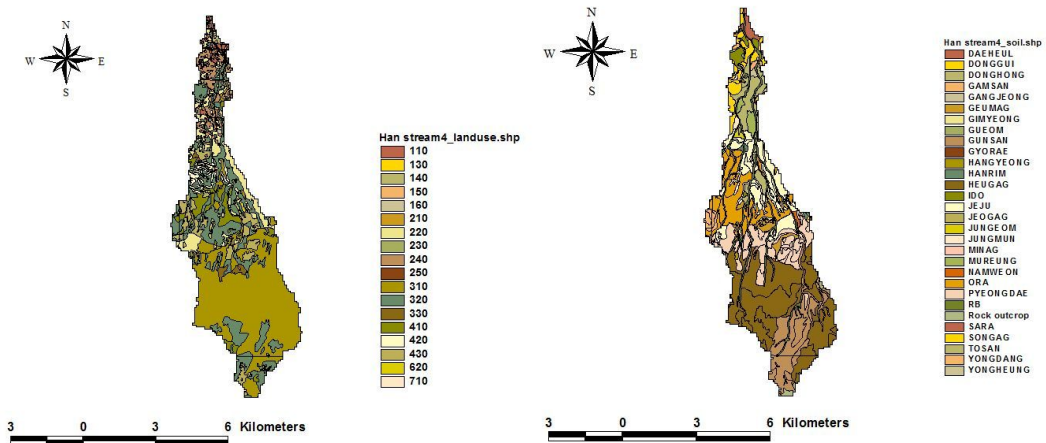 N
W E
S
Han stream4_landuse.shp
110
130
140
150
160
210
220
230
240
250
310
320
330
410
420
430
620
710
3 0 3 6 Kilometers
N
W E
S
Han stream4_soil.shp
DAEHEUL
DONGGUI
DONGHONG
GAMSAN
GANGJEONG
GEUMAG
GIMYEONG
GUEOM
GUNSAN
GYORAE
HANGYEONG
HANRIM
HEUGAG
IDO
JEJU
JEOGAG
JUNGEOM
JUNGMUN
MINAG
MUREUNG
NAMWEON
ORA
PYEONGDAE
RB
Rock outcrop
SARA
SONGAG
TOSAN
YONGDANG
YONGHEUNG
3 0 3 6 Kilometers